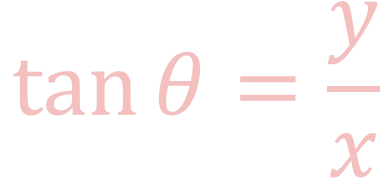 tan θ = y/x